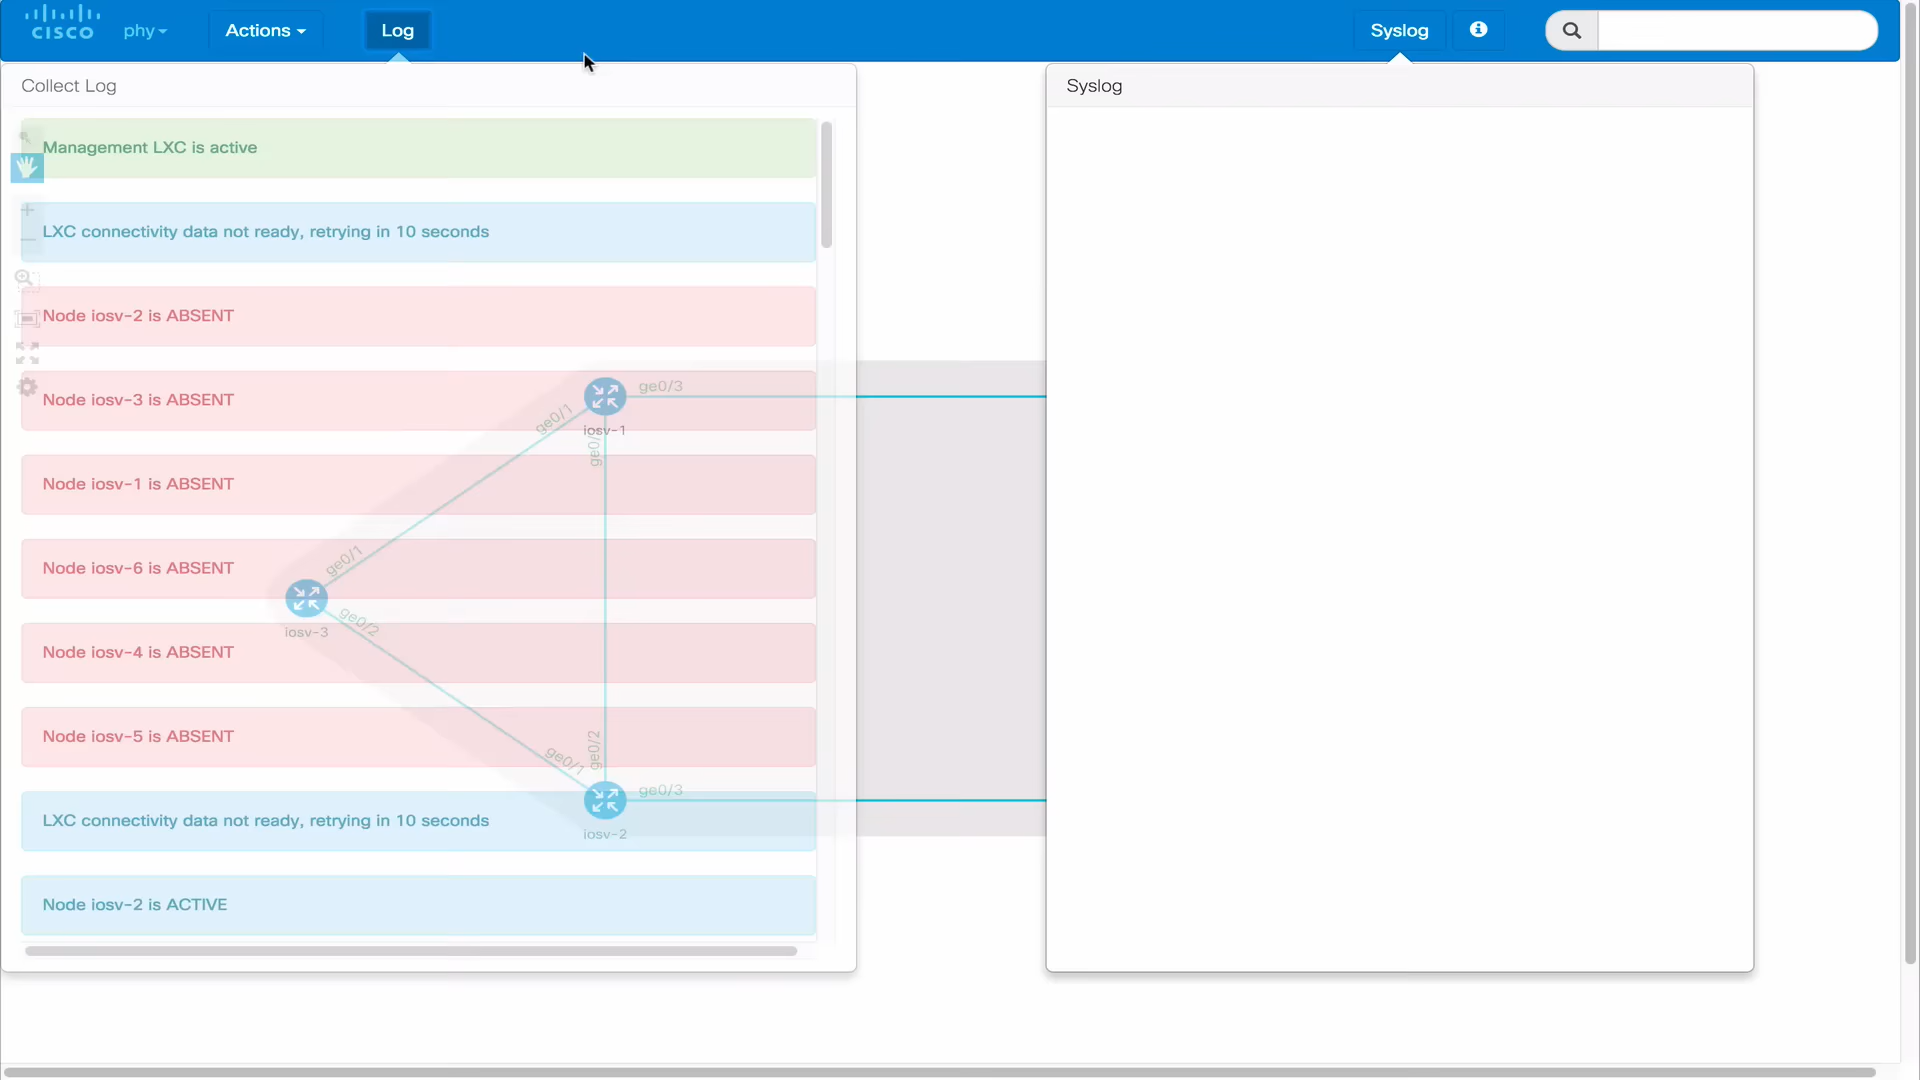 CISCO
phy
Actions
Log
Syslog
Collect Log
Syslog
Management LXC is active
LXC connectivity data not ready, retrying in 10 seconds
Node iosv-2 is ABSENT
Node iosv-3 is ABSENT
ge0/3
ge0/1
iosv-1
Node iosv-1 is ABSENT
ge0/1
Node iosv-6 is ABSENT
iosv-3
ge0/2
Node iosv-4 is ABSENT
Node iosv-5 is ABSENT
ge0/2
ge0/1
ge0/3
LXC connectivity data not ready, retrying in 10 seconds
iosv-2
Node iosv-2 is ACTIVE